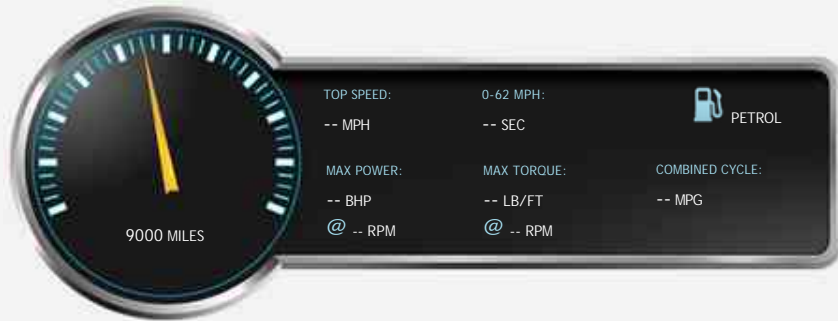 TOP SPEED:
-- MPH
0-62 MPH:
-- SEC
PETROL
MAX POWER:
-- BHP
@ -- RPM
MAX TORQUE:
-- LB/FT
@ -- RPM
COMBINED CYCLE:
-- MPG
9000 MILES